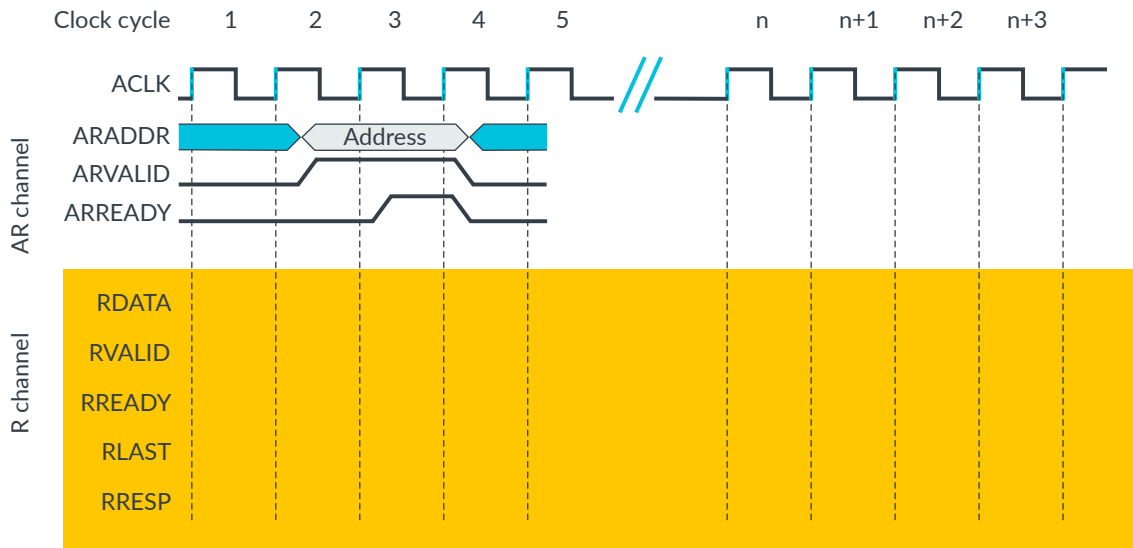 Clock cycle 1 2 3 4 5 n n+1 n+2 n+3
ACLK
AR channel
ARADDR Address
ARVALID
ARREADY
R channel
RDATA
RVALID
RREADY
RLAST
RRESP